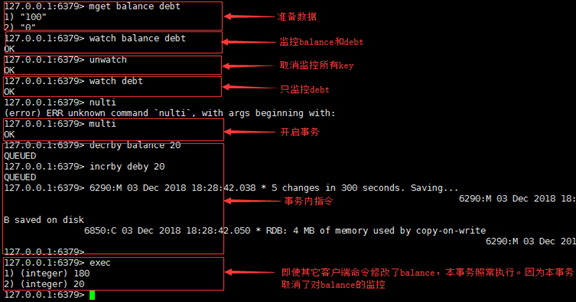 127.0.0.1:6379> mget balance debt
1) "100"
2) "0"
准备数据
127.0.0.1:6379> watch balance debt
OK
监控balance和debt
127.0.0.1:6379> unwatch
OK
取消监控所有key
127.0.0.1:6379> watch debt
OK
只监控debt
127.0.0.1:6379> nulti
(error) ERR unknown command `nulti`, with args beginning with:
127.0.0.1:6379> multi
OK
开启事务
127.0.0.1:6379> decrby balance 20
QUEUED
127.0.0.1:6379> incrby deby 20
QUEUED
127.0.0.1:6379> 6290:M 03 Dec 2018 18:28:42.038 * 5 changes in 300 seconds. Saving...
6290:M 03 Dec 2018 18:
事务内指令
B saved on disk
6850:C 03 Dec 2018 18:28:42.050 * RDB: 4 MB of memory used by copy-on-write
6290:M 03 Dec 2018
127.0.0.1:6379>
127.0.0.1:6379> exec
1) (integer) 180
2) (integer) 20
即使其它客户端命令修改了balance，本事务照常执行。因为本事务
取消了对balance的监控
127.0.0.1:6379>